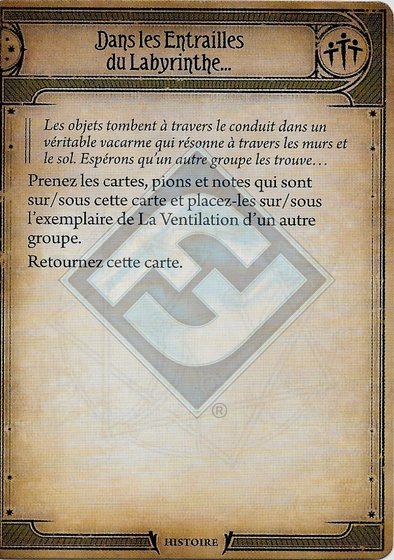 Dans les Entrailles
du Labyrinthe...
Les objets tombent à travers le conduit dans un
véritable vacarme qui résonne à travers les murs et
le sol. Espérons qu'un autre groupe les trouve…
Prenez les cartes, pions et notes qui sont
sur/sous cette carte et placez-les sur/sous
l'exemplaire de La Ventilation d'un autre
groupe.
Retournez cette carte.
®
HISTOIRE